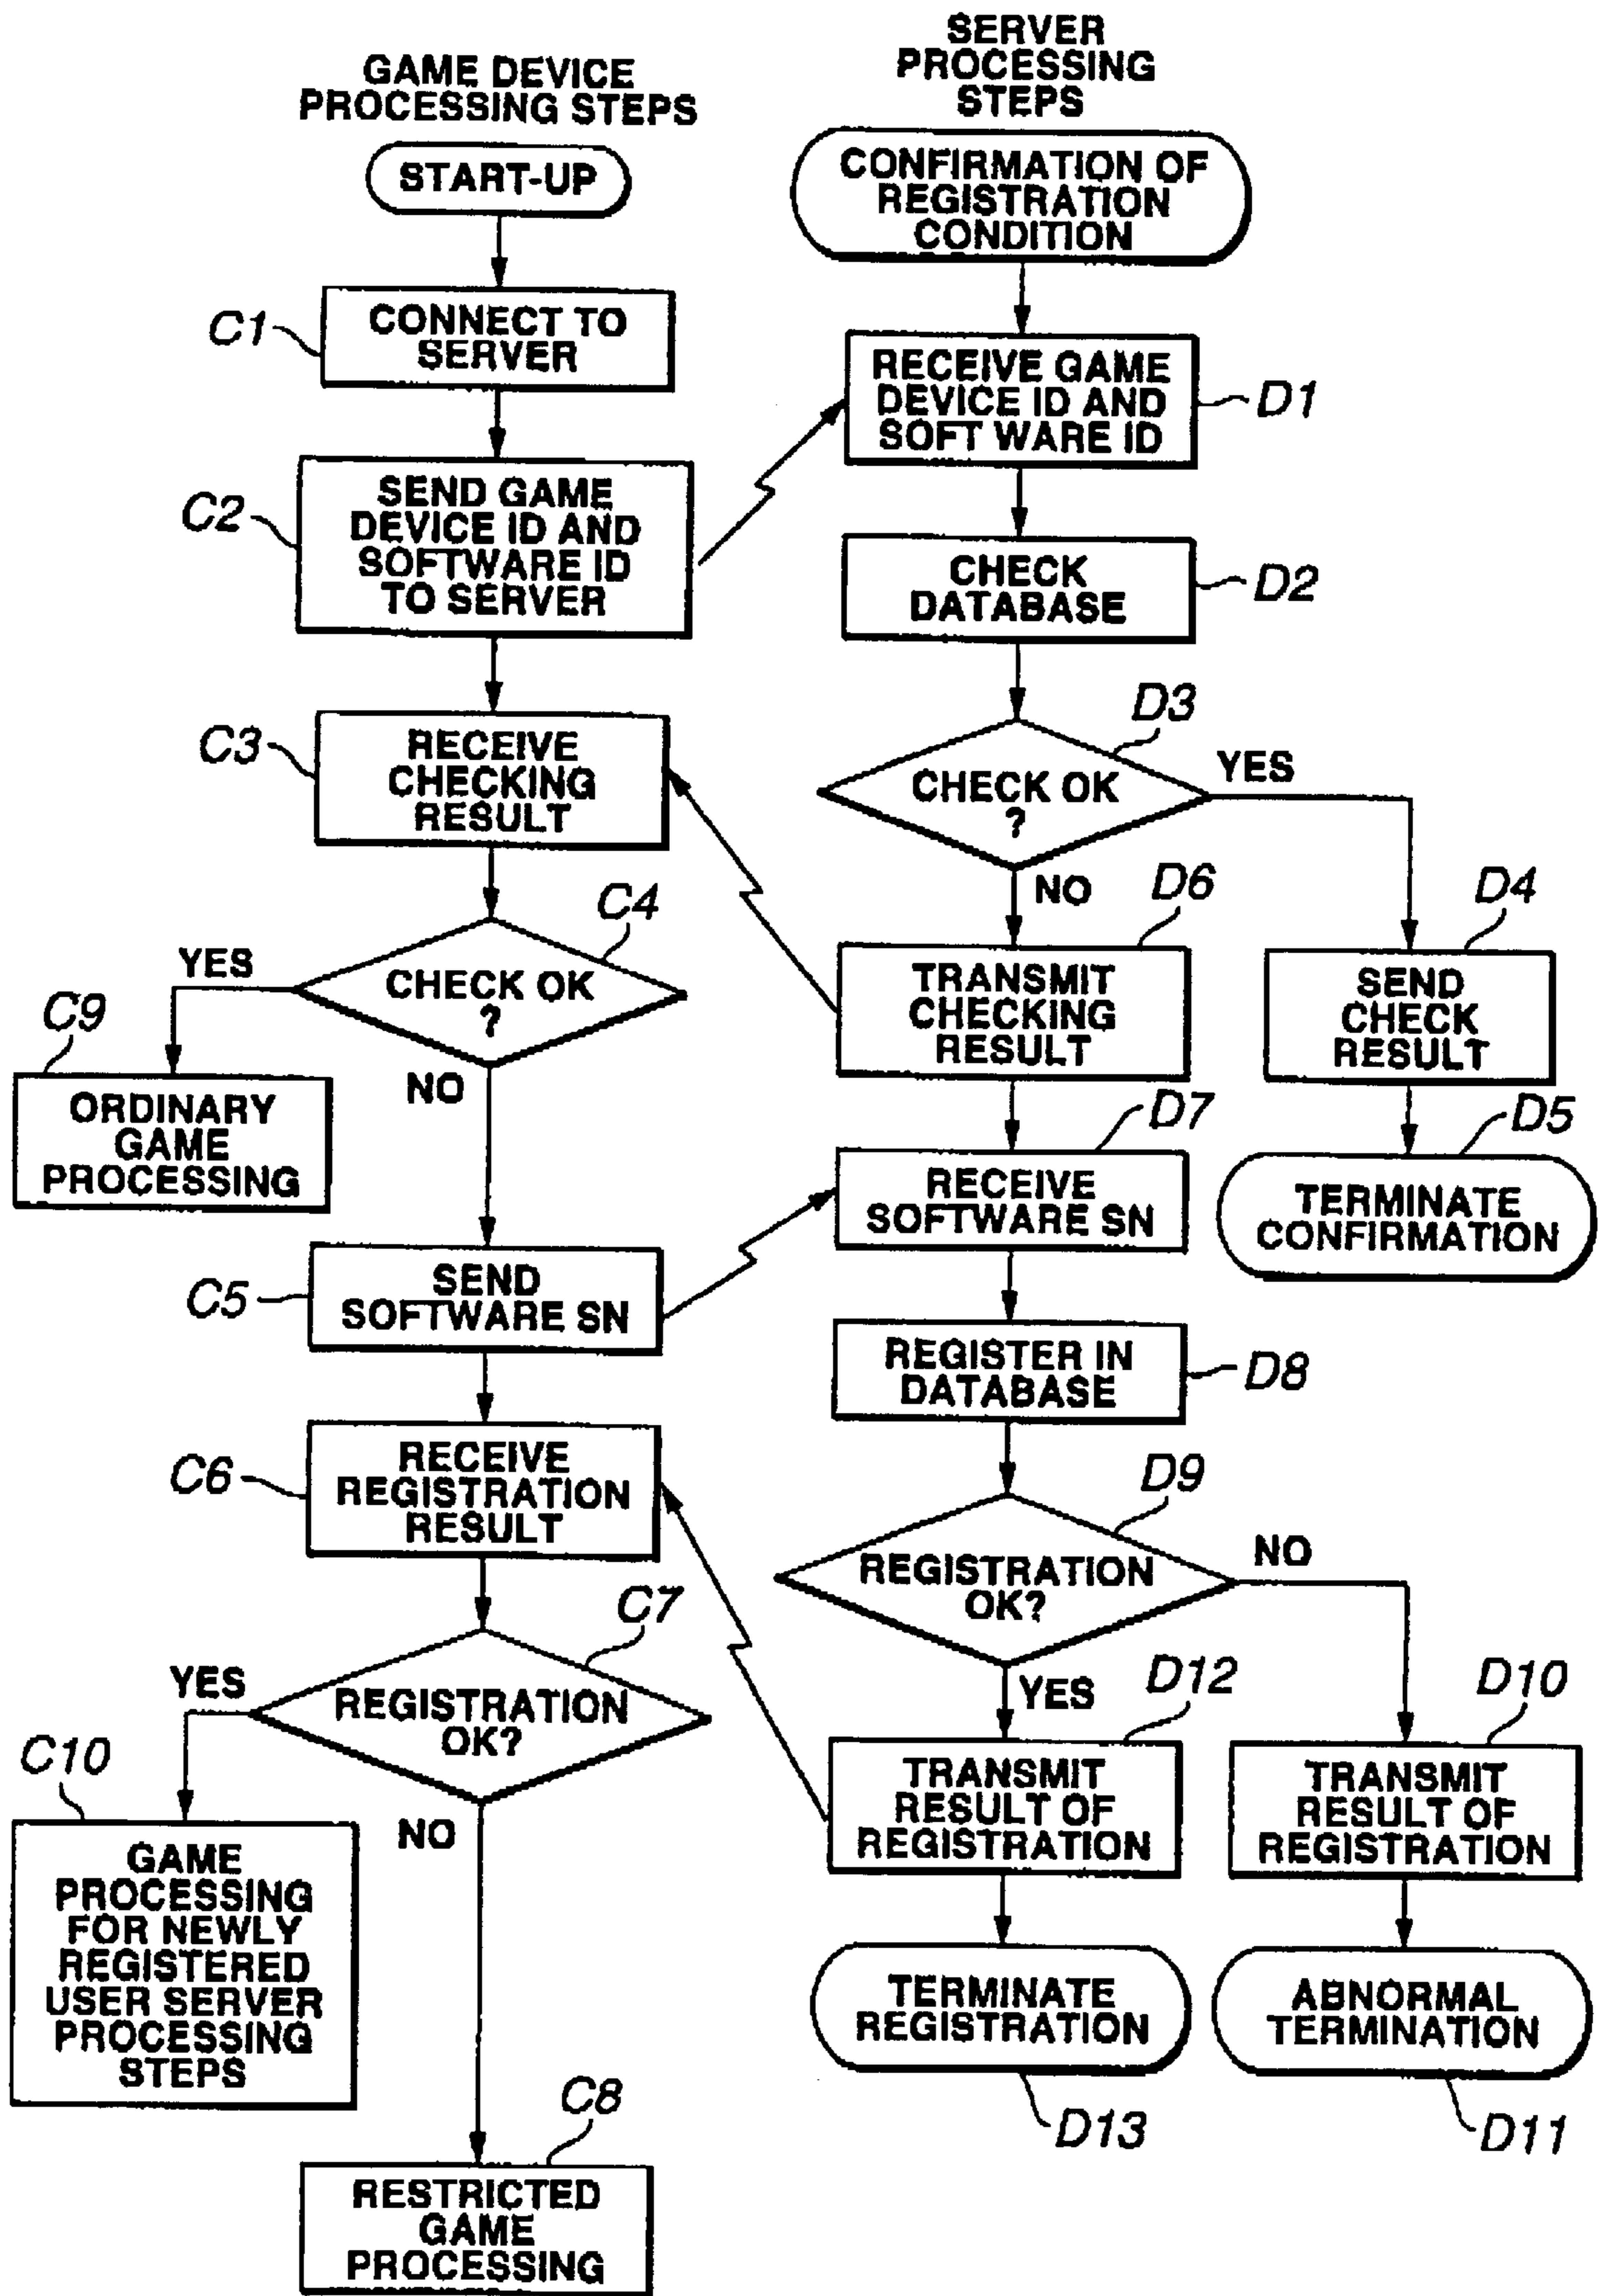 GAME DEVICE
PROCESSING STEPS
START-UP
C1
CONNECT TO
SERVER
C2
SEND GAME
DEVICE ID AND
SOFTWARE ID
TO SERVER
C3
RECEIVE
CHECKING
RESULT
C4
CHECK OK
?
YES
NO
C9
ORDINARY
GAME
PROCESSING
C5
SEND
SOFTWARE SN
C6
RECEIVE
REGISTRATION
RESULT
C7
REGISTRATION
OK?
YES
NO
C10
GAME
PROCESSING
FOR NEWLY
REGISTERED
USER SERVER
PROCESSING
STEPS
C8
RESTRICTED
GAME
PROCESSING
SERVER
PROCESSING
STEPS
CONFIRMATION OF
REGISTRATION
CONDITION
RECEIVE GAME
DEVICE ID AND
SOFT WARE ID
D1
CHECK
DATABASE
D2
D3
CHECK OK
?
YES
NO
D6
TRANSMIT
CHECKING
RESULT
D4
SEND
CHECK
RESULT
D5
TERMINATE
CONFIRMATION
D7
RECEIVE
SOFTWARE SN
REGISTER IN
DATABASE
D8
D9
REGISTRATION
OK?
NO
YES
D12
TRANSMIT
RESULT OF
REGISTRATION
D10
TRANSMIT
RESULT OF
REGISTRATION
TERMINATE
REGISTRATION
D13
ABNORMAL
TERMINATION
D11